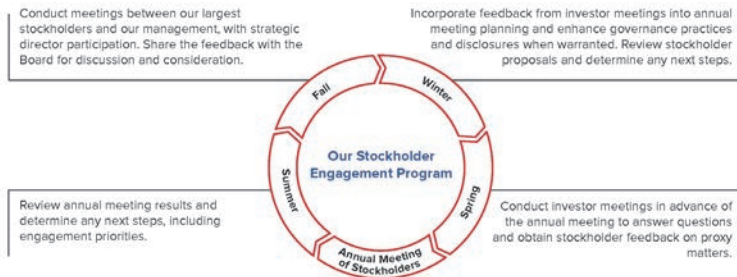 Conduct meetings between our largest
stockholders and our management, with strategic
director participation. Share the feedback with the
Board for discussion and consideration.
Incorporate feedback from investor meetings into annual
meeting planning and enhance governance practices
and disclosures when warranted. Review stockholder
proposals and determine any next steps.
Fall
Winter
Our Stockholder
Engagement Program
Summer
Spring
Review annual meeting results and
determine any next steps, including
engagement priorities.
Conduct investor meetings in advance of
the annual meeting to answer questions
and obtain stockholder feedback on proxy
matters.
Annual Meeting
of Stockholders